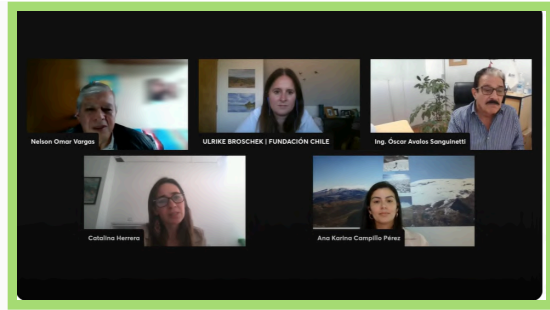 Nelson Omar Vargas
ULRIKE BROSCHEK | FUNDACIÓN CHILE
Ing. Óscar Avalos Sanguinetti
Catalina Herrera
Ana Karina Campillo Pérez